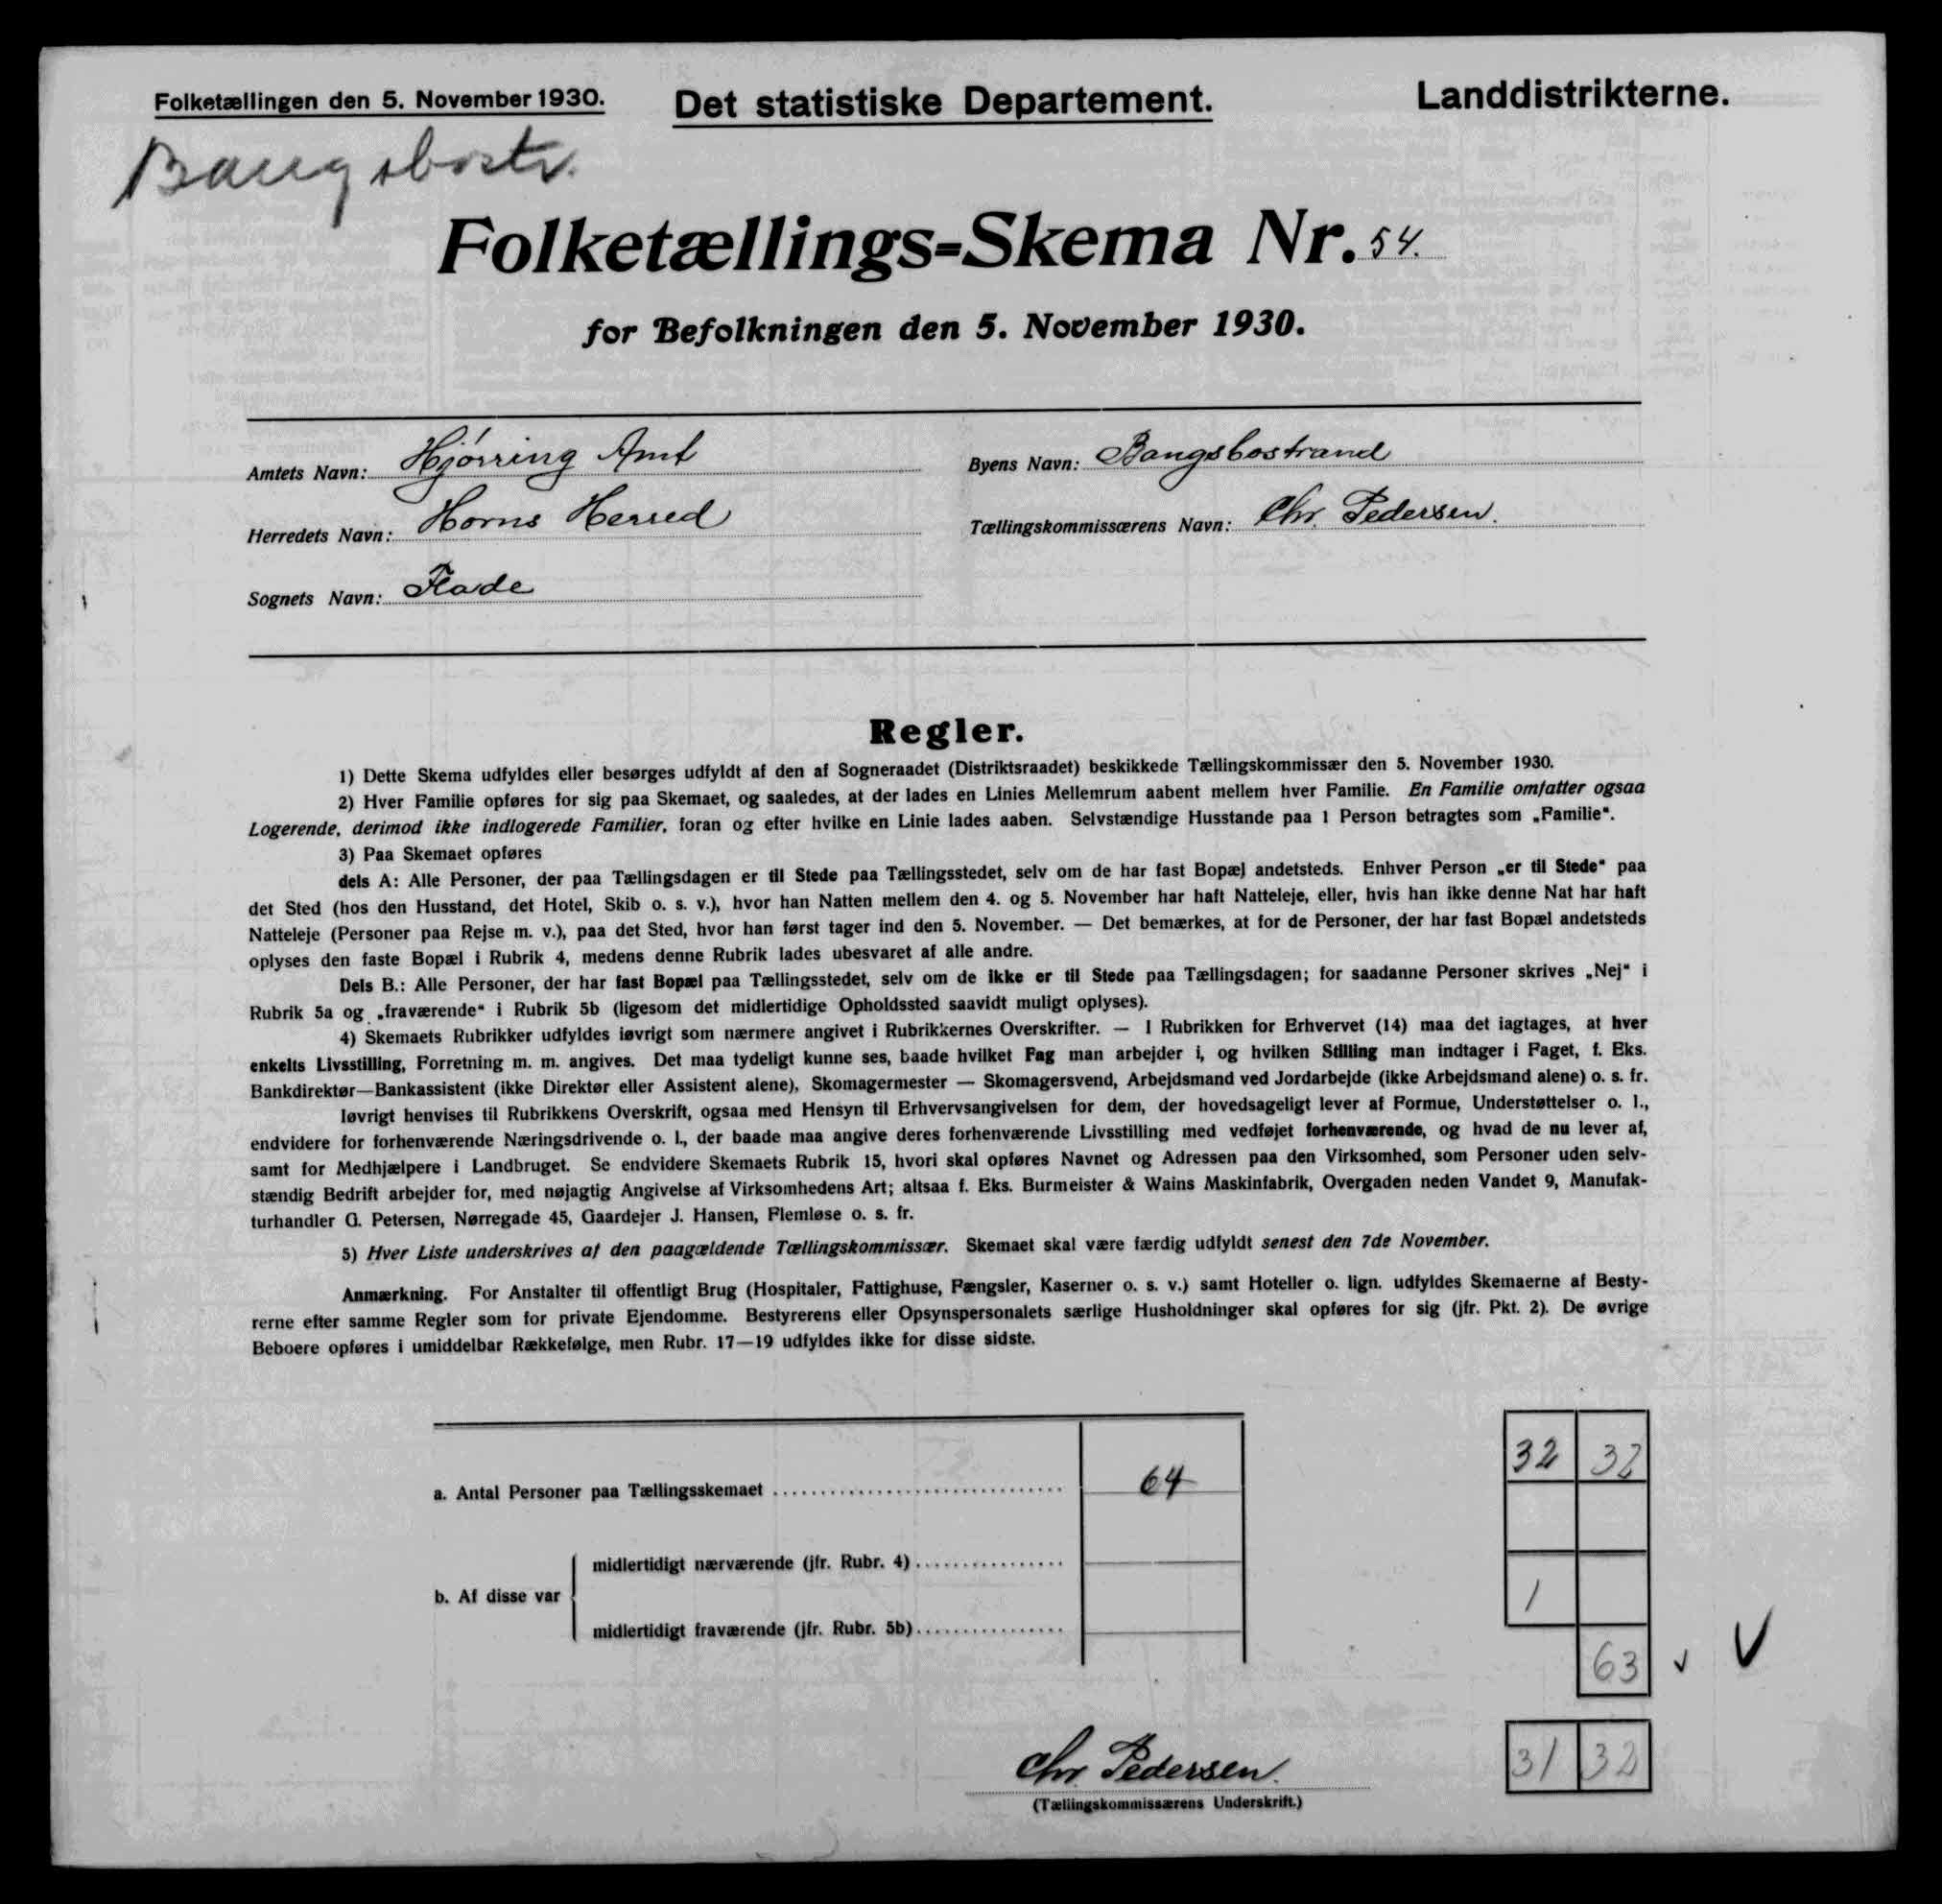 Folketællingen den 5. November 1930.
Det statistiske Departement.
Landdistrikterne.
Bangsbostr.
Folketællings-Skema Nr. 54.
for Befolkningen den 5. November 1930.
Amtets Navn: Hjørring Amt
Byens Navn: Bangsbostrand
Herredets Navn: Horns Herred
Tællingskommissærens Navn: Chr. Pedersen.
Sognets Navn: Flade
Regler.
1) Dette Skema udfyldes eller besørges udfyldt af den af Sogneraadet (Distriktsraadet) beskikkede Tællingskommissær den 5. November 1930.
2) Hver Familie opføres for sig paa Skemaet, og saaledes, at der lades en Linies Mellemrum aabent mellem hver Familie. En Familie omfatter ogsaa
Logerende, derimod ikke indlogerede Familier, foran og efter hvilke en Linie lades aaben. Selvstændige Husstande paa 1 Person betragtes som „Familie“.
3) Paa Skemaet opføres
dels A: Alle Personer, der paa Tællingsdagen er til Stede paa Tællingsstedet, selv om de har fast Bopæl andetsteds. Enhver Person „er til Stede“ paa
det Sted (hos den Husstand, det Hotel, Skib o. s. v.), hvor han Natten mellem den 4. og 5. November har haft Natteleje, eller, hvis han ikke denne Nat har haft
Natteleje (Personer paa Rejse m. v.), paa det Sted, hvor han først tager ind den 5. November. — Det bemærkes, at for de Personer, der har fast Bopæl andetsteds
oplyses den faste Bopæl i Rubrik 4, medens denne Rubrik lades ubesvaret af alle andre.
Dels B.: Alle Personer, der har fast Bopæl paa Tællingsstedet, selv om de ikke er til Stede paa Tællingsdagen; for saadanne Personer skrives „Nej“ i
Rubrik 5a og „fraværende“ i Rubrik 5b (ligesom det midlertidige Opholdssted saavidt muligt oplyses).
4) Skemaets Rubrikker udfyldes iøvrigt som nærmere angivet i Rubrikkernes Overskrifter. — I Rubrikken for Erhvervet (14) maa det iagtages, at hver
enkelts Livsstilling, Forretning m. m. angives. Det maa tydeligt kunne ses, baade hvilket Fag man arbejder i, og hvilken Stilling man indtager i Faget, f. Eks.
Bankdirektør—Bankassistent (ikke Direktør eller Assistent alene), Skomagermester — Skomagersvend, Arbejdsmand ved Jordarbejde (ikke Arbejdsmand alene) o. s. fr.
Iøvrigt henvises til Rubrikkens Overskrift, ogsaa med Hensyn til Erhvervsangivelsen for dem, der hovedsageligt lever af Formue, Understøttelser o. l.,
endvidere for forhenværende Næringsdrivende o. l., der baade maa angive deres forhenværende Livsstilling med vedføjet forhenværende, og hvad de nu lever af,
samt for Medhjælpere i Landbruget. Se endvidere Skemaets Rubrik 15, hvori skal opføres Navnet og Adressen paa den Virksomhed, som Personer uden selv-
stændig Bedrift arbejder for, med nøjagtig Angivelse af Virksomhedens Art; altsaa f. Eks. Burmeister & Wains Maskinfabrik, Overgaden neden Vandet 9, Manufak-
turhandler G. Petersen, Nørregade 45, Gaardejer J. Hansen, Flemløse o. s. fr.
5) Hver Liste underskrives af den paagældende Tællingskommissær. Skemaet skal være færdig udfyldt senest den 7de November.
Anmærkning. For Anstalter til offentligt Brug (Hospitaler, Fattighuse, Fængsler, Kaserner o. s. v.) samt Hoteller o. lign. udfyldes Skemaerne af Besty-
rerne efter samme Regler som for private Ejendomme. Bestyrerens eller Opsynspersonalets særlige Husholdninger skal opføres for sig (jfr. Pkt. 2). De øvrige
Beboere opføres i umiddelbar Rækkefølge, men Rubr. 17—19 udfyldes ikke for disse sidste.
32 32
a. Antal Personer paa Tællingsskemaet 64
midlertidigt nærværende (jfr. Rubr. 4)
b. Af disse var
1
midlertidigt fraværende (jfr. Rubr. 5b)
63 v V
Chr. Pedersen.
31 32
(Tællingskommissærens Underskrift.)